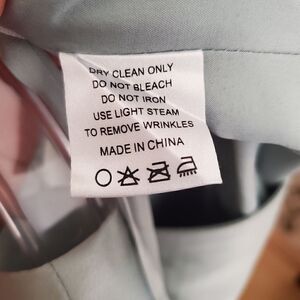 DRY CLEAN ONLY
DO NOT BLEACH
DO NOT IRON
USE LIGHT STEAM
TO REMOVE WRINKLES
MADE IN CHINA